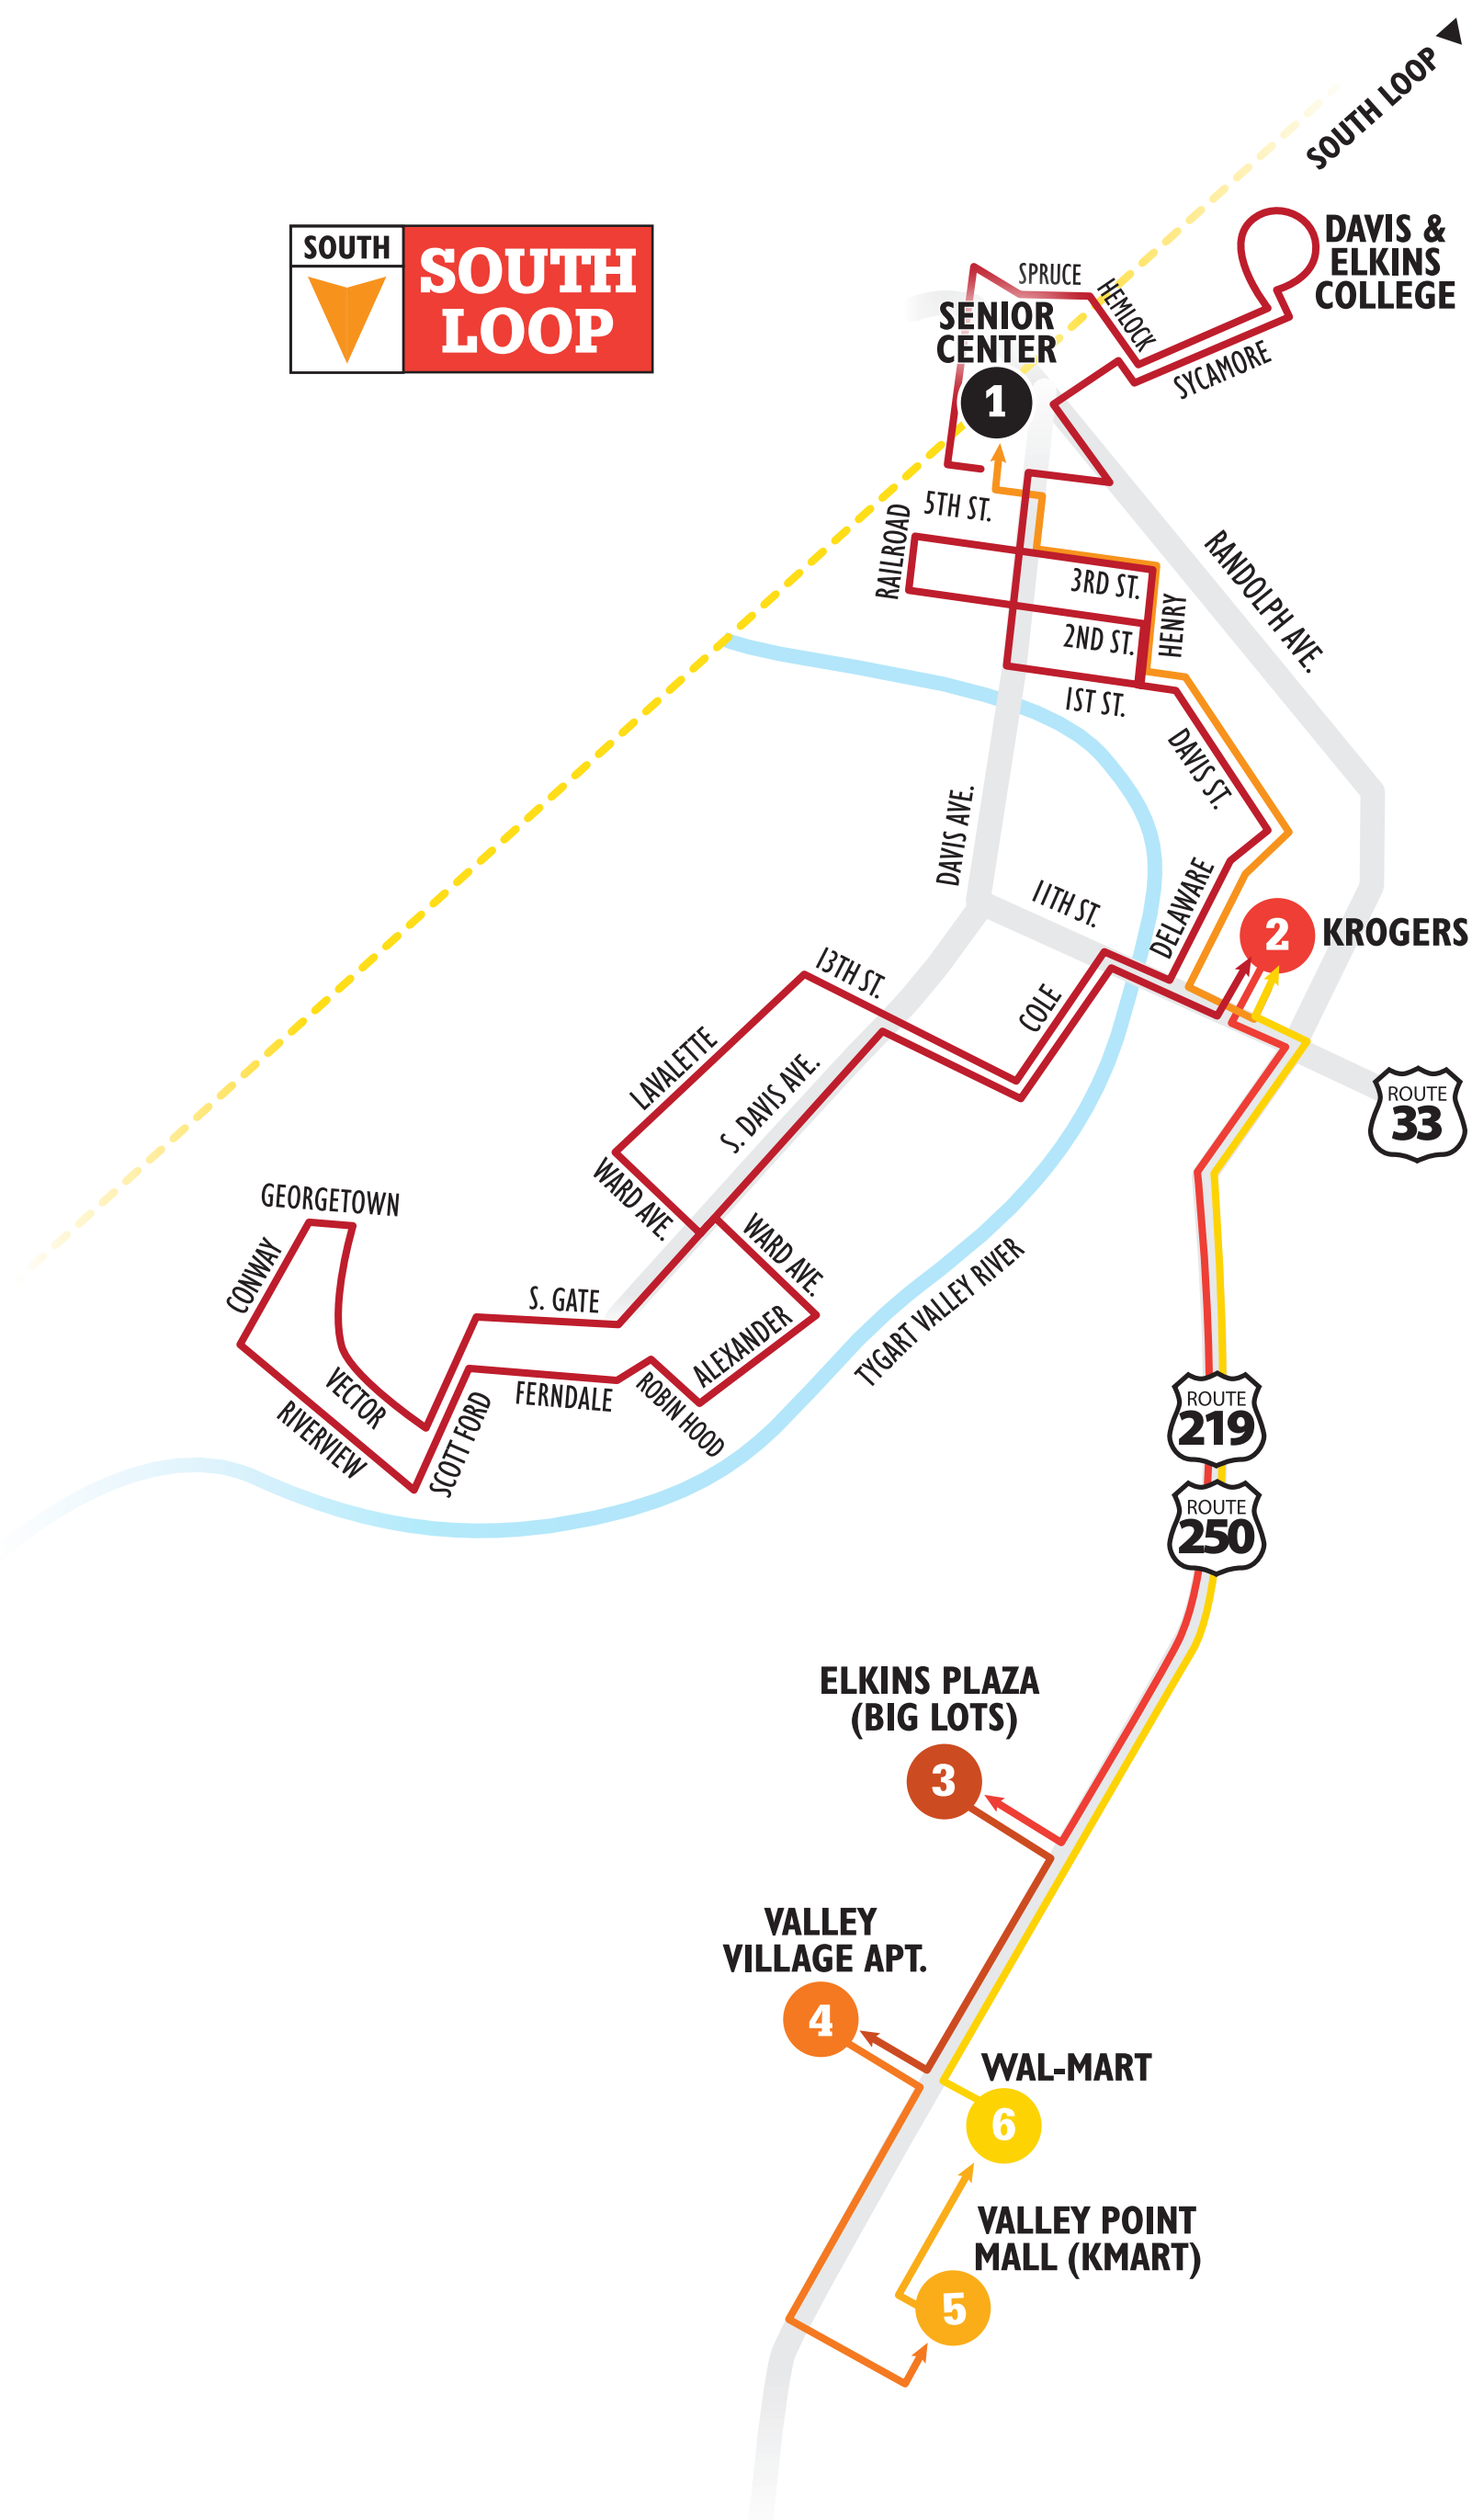 SOUTH LOOP
SOUTH
SOUTH
LOOP
DAVIS &
ELKINS
COLLEGE
SPRUCE
HEMLOCK
SYCAMORE
SENIOR
CENTER
1
5TH ST.
RAILROAD
3RD ST.
2ND ST.
HENRY
1ST ST.
RANDOLPH AVE.
DAVIS ST.
DAVIS AVE.
11TH ST.
DELAWARE
2
KROGERS
13TH ST.
COLE
LAVALETTE
S. DAVIS AVE.
ROUTE
33
WARD AVE.
WARD AVE.
GEORGETOWN
CONWAY
S. GATE
ALEXANDER
TYGART VALLEY RIVER
VECTOR
RIVERVIEW
SCOTT FORD
FERNDALE
ROBIN HOOD
ROUTE
219
ROUTE
250
ELKINS PLAZA
(BIG LOTS)
3
VALLEY
VILLAGE APT.
4
WAL-MART
6
VALLEY POINT
MALL (KMART)
5